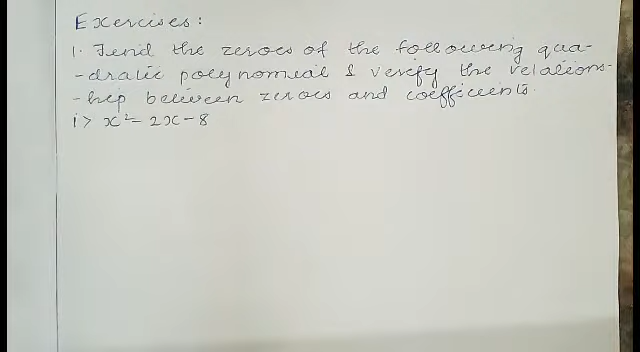 Exercises:
1. Find the zeroes of the following qua-
-dratic polynomial & verify the relations-
-hip between zeroes and coefficients.
i> x²-2x-8